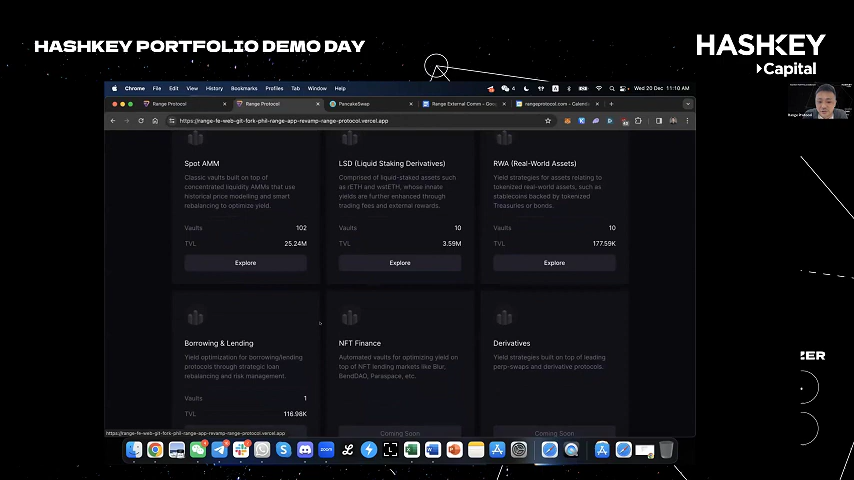 HASHKEY PORTFOLIO DEMO DAY
HASHKEY
Capital
Chrome File Edit View History Bookmarks Profiles Tab Window Help
Wed 20 Dec 11:10 AM
Range Protocol
Range Protocol
PancakeSwap
Range External Comm - Goo
rangeprotocol.com - Calenda
https://range-fe-web-git-fork-phil-range-app-revamp-range-protocol.vercel.app
Range Protocol
Spot AMM
Classic vaults built on top of
concentrated liquidity AMMs that use
historical price modelling and smart
rebalancing to optimize yield.
Vaults 102
TVL 25.24M
Explore
LSD (Liquid Staking Derivatives)
Comprised of liquid-staked assets such
as rETH and wstETH, whose innate
yields are further enhanced through
trading fees and external rewards.
Vaults 10
TVL 3.59M
Explore
RWA (Real-World Assets)
Yield strategies for assets relating to
tokenized real-world assets, such as
stablecoins backed by tokenized
Treasuries or bonds.
Vaults 10
TVL 177.59K
Explore
Borrowing & Lending
Yield optimization for borrowing/lending
protocols through strategic loan
rebalancing and risk management.
Vaults 1
TVL 116.98K
NFT Finance
Automated vaults for optimizing yield on
top of NFT lending markets like Blur,
BendDAO, Paraspace, etc.
Coming Soon
Derivatives
Yield strategies built on top of leading
perp-swaps and derivative protocols.
Coming Soon
https://range-fe-web-git-fork-phil-range-app-revamp-range-protocol.vercel.app
zoom